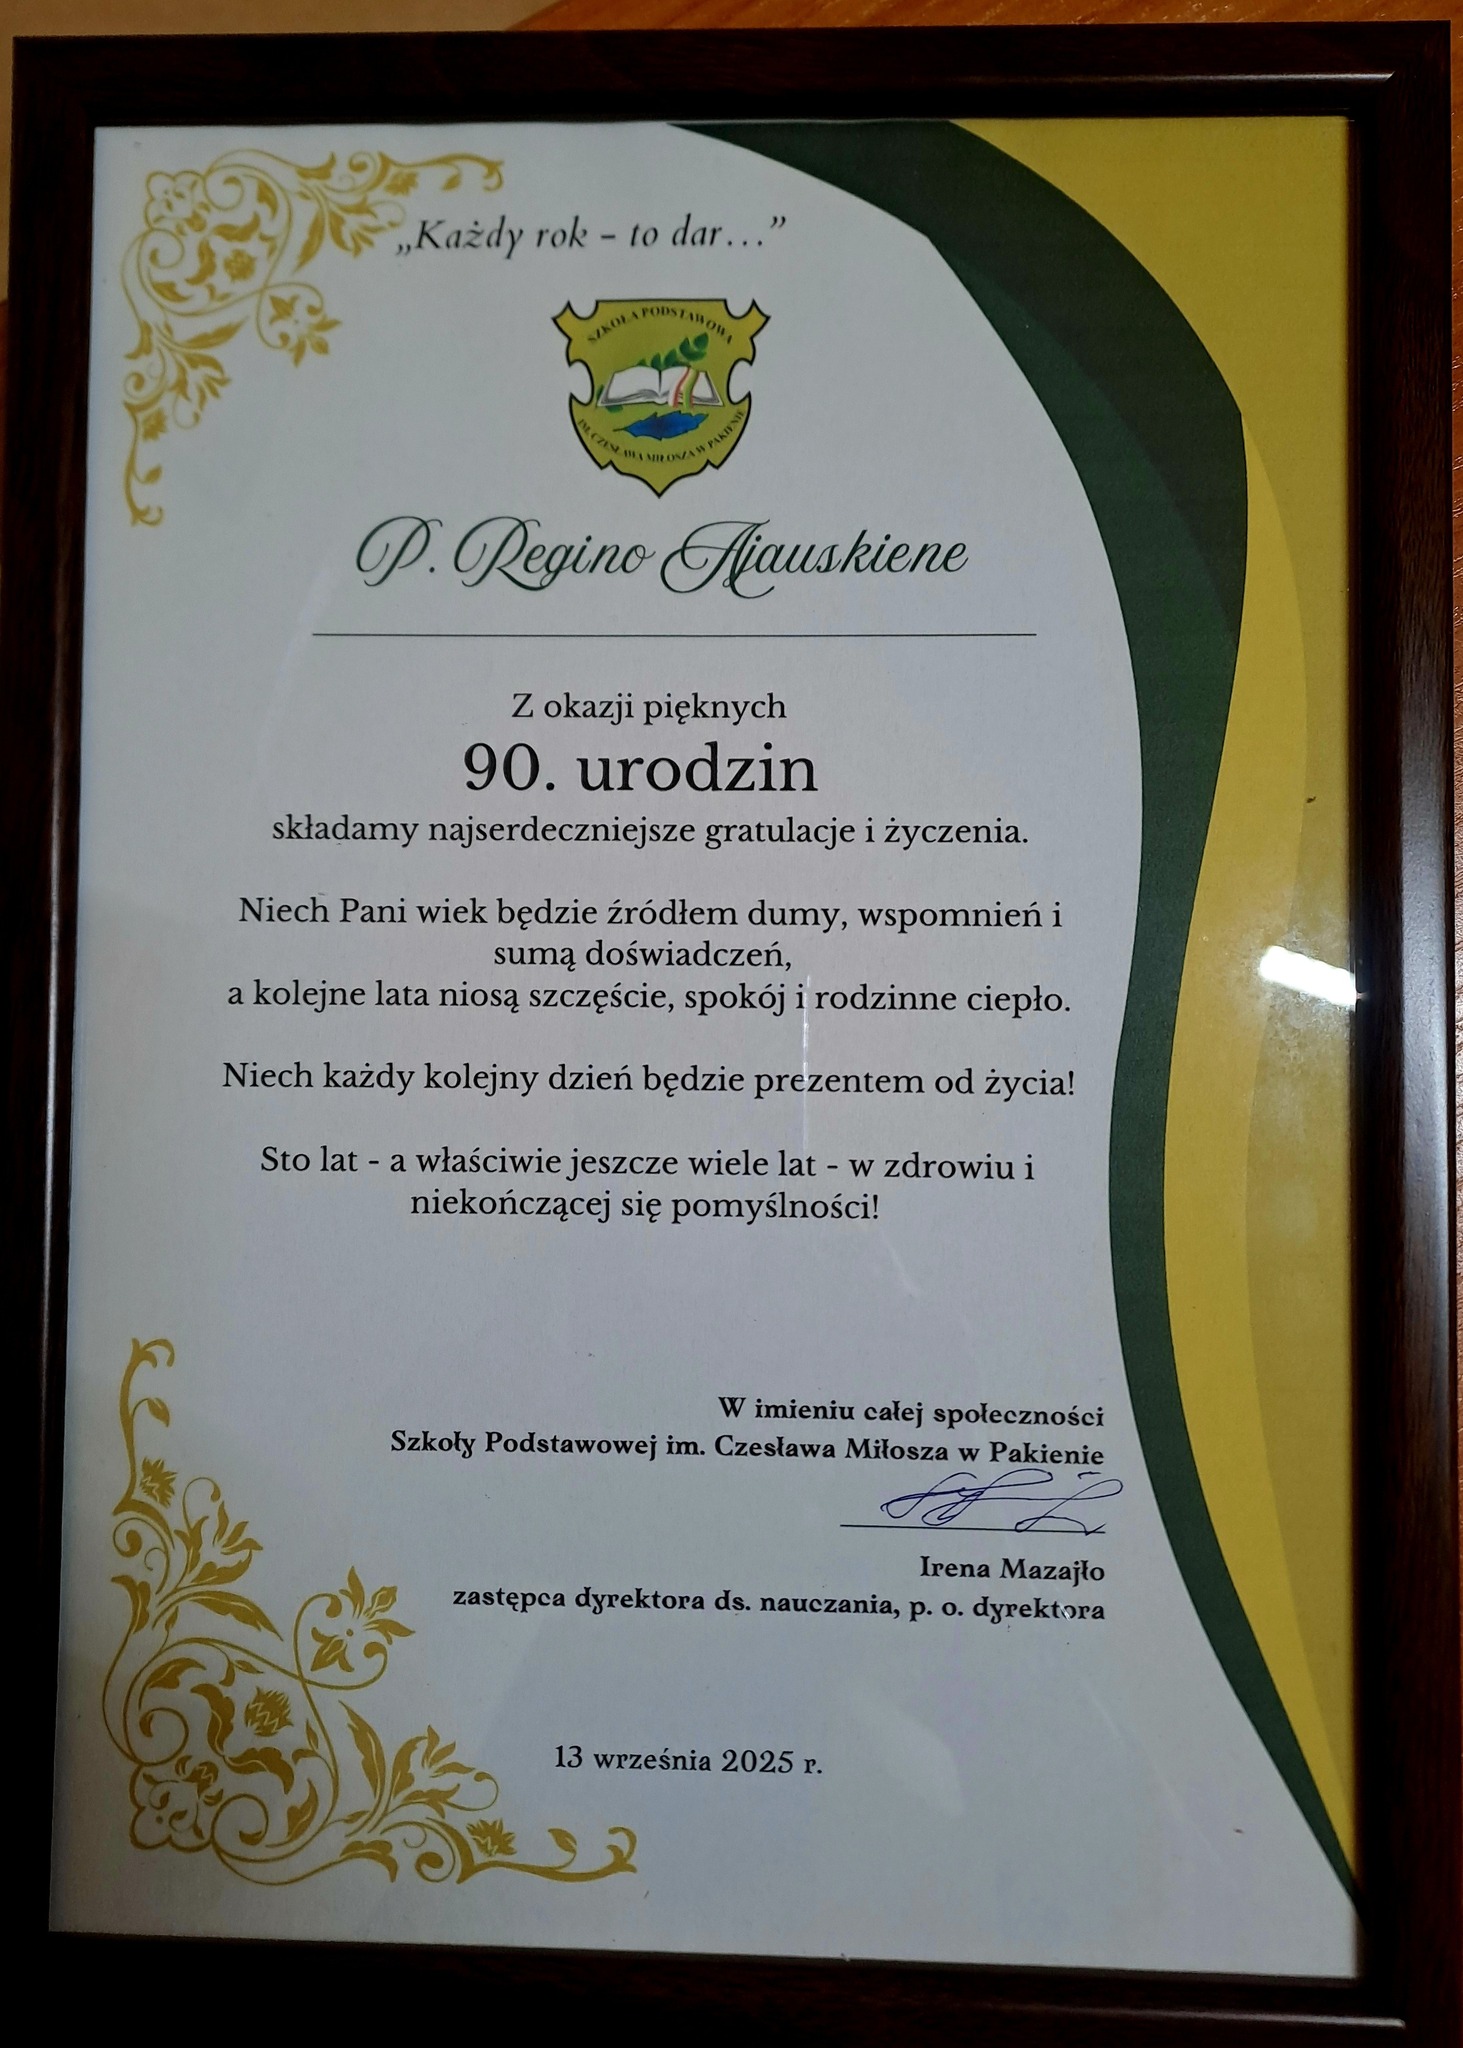 „Każdy rok – to dar...”
SZKOŁA PODSTAWOWA
IM. CZESŁAWA MIŁOSZA W PAKIENIE
P. Regino Ajauskiene
Z okazji pięknych
90. urodzin
składamy najserdeczniejsze gratulacje i życzenia.
Niech Pani wiek będzie źródłem dumy, wspomnień i
sumą doświadczeń,
a kolejne lata niosą szczęście, spokój i rodzinne ciepło.
Niech każdy kolejny dzień będzie prezentem od życia!
Sto lat - a właściwie jeszcze wiele lat - w zdrowiu i
niekończącej się pomyślności!
W imieniu całej społeczności
Szkoły Podstawowej im. Czesława Miłosza w Pakienie
Irena Mazajło
zastępca dyrektora ds. nauczania, p. o. dyrektora
13 września 2025 r.